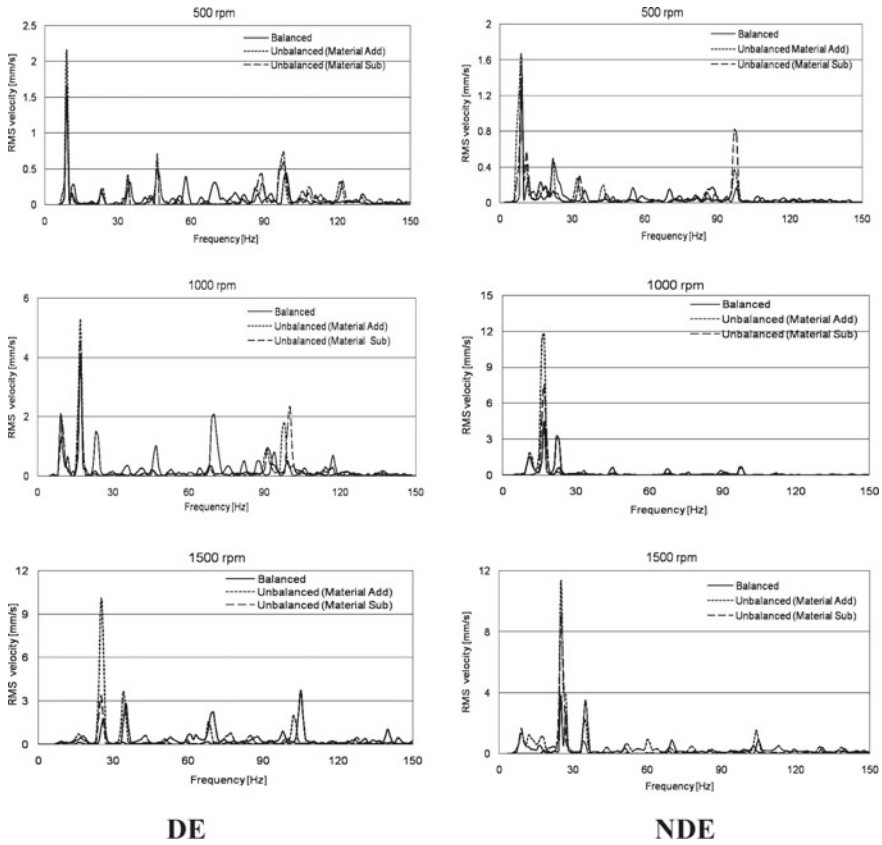 500 rpm
2.5
2
1.5
1
0.5
0
RMS velocity [mm/s]
Balanced
Unbalanced (Material Add)
Unbalanced (Material Sub)
0 30 60 90 120 150
Frequency[Hz]
500 rpm
2
1.6
1.2
0.8
0.4
0
RMS velocity [mm/s]
Balanced
Unbalanced Material Add)
Unbalanced (Material Sub)
0 30 60 90 120 150
Frequency[Hz]
1000 rpm
6
4
2
0
RMS velocity [mm/s]
Balanced
Unbalanced (Material Add)
Unbalanced (Material Sub)
0 30 60 90 120 150
Frequency[Hz]
1000 rpm
15
12
9
6
3
0
RMS velocity [mm/s]
Balanced
Unbalanced (Material Add)
Unbalanced (Material Sub)
0 30 60 90 120 150
Frequency[Hz]
1500 rpm
12
9
6
3
0
RMS velocity [mm/s]
Balanced
Unbalanced (Material Add)
Unbalanced (Material Sub)
0 30 60 90 120 150
Frequency[Hz]
1500 rpm
12
8
4
0
RMS velocity [mm/s]
Balanced
Unbalanced (Material Add)
Unbalanced (Material Sub)
0 30 60 90 120 150
Frequency[Hz]
DE
NDE